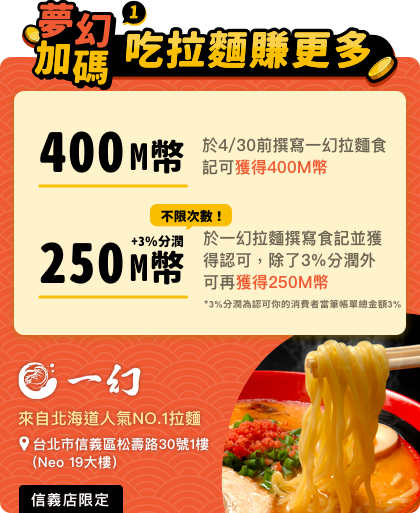 夢幻加碼
1 吃拉麵賺更多
400M幣
於4/30前撰寫一幻拉麵食
記可獲得400M幣
不限次數！
+3%分潤
250M幣
於一幻拉麵撰寫食記並獲
得認可，除了3%分潤外
可再獲得250M幣
*3%分潤為認可你的消費者當筆帳單總金額3%
一幻
來自北海道人氣NO.1拉麵
台北市信義區松壽路30號1樓
(Neo 19大樓)
信義店限定